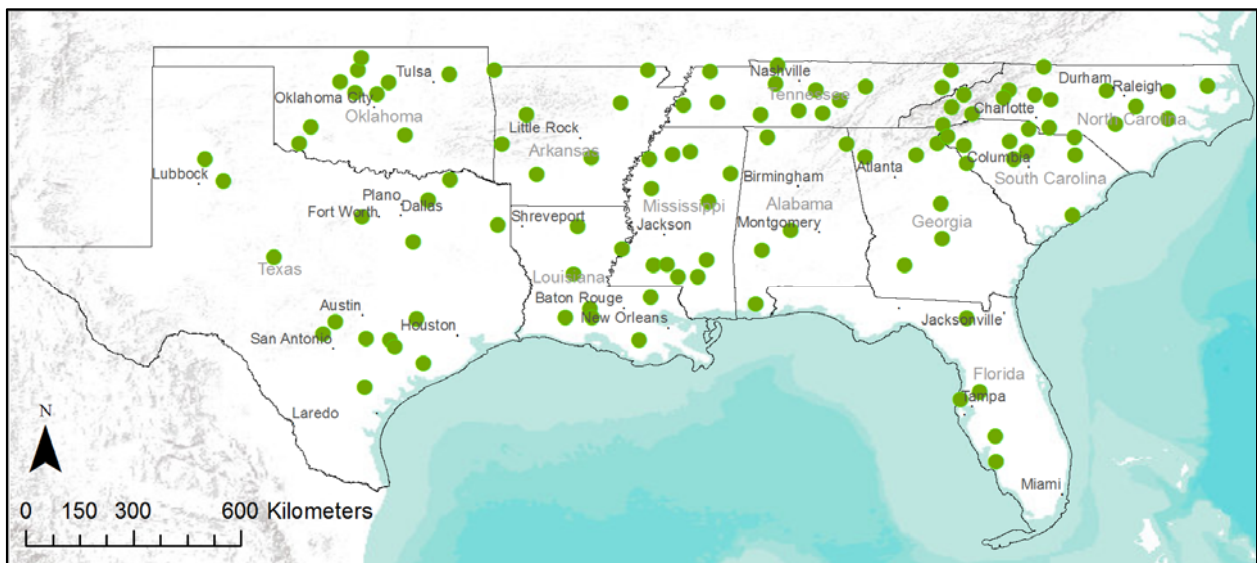 Nashville
Tulsa
Tennessee
Durham
Raleigh
Oklahoma City
Oklahoma
Charlotte
North Carolina
Little Rock
Arkansas
Lubbock
Atlanta
Columbia
South Carolina
Birmingham
Plano
Dallas
Fort Worth
Shreveport
Mississippi
Jackson
Alabama
Montgomery
Georgia
Texas
Louisiana
Austin
Baton Rouge
New Orleans
Houston
San Antonio
Jacksonville
Florida
Tampa
Laredo
N
Miami
0 150 300 600 Kilometers